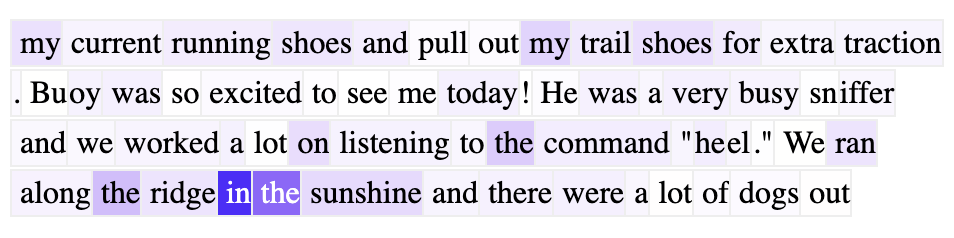 my current running shoes and pull out my trail shoes for extra traction
. Buoy was so excited to see me today! He was a very busy sniffer
and we worked a lot on listening to the command "heel." We ran
along the ridge in the sunshine and there were a lot of dogs out